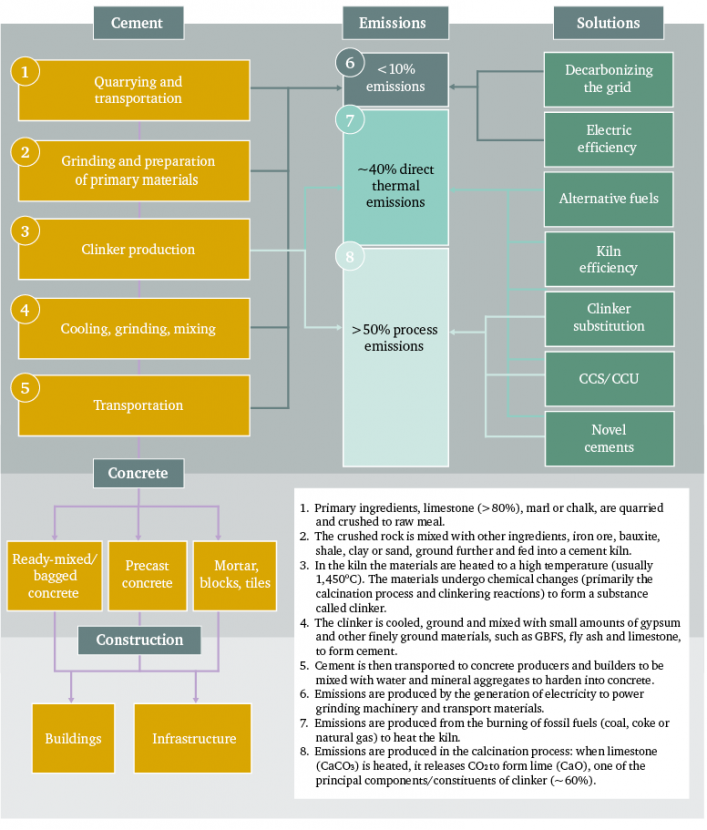 Cement
Emissions
Solutions
1
Quarrying and
transportation
2
Grinding and preparation
of primary materials
3
Clinker production
4
Cooling, grinding, mixing
5
Transportation
6
<10%
emissions
7
~40% direct
thermal
emissions
8
>50% process
emissions
Decarbonizing
the grid
Electric
efficiency
Alternative fuels
Kiln
efficiency
Clinker
substitution
CCS/CCU
Novel
cements
Concrete
Ready-mixed/
bagged
concrete
Precast
concrete
Mortar,
blocks, tiles
Construction
Buildings
Infrastructure
1. Primary ingredients, limestone (>80%), marl or chalk, are quarried
and crushed to raw meal.
2. The crushed rock is mixed with other ingredients, iron ore, bauxite,
shale, clay or sand, ground further and fed into a cement kiln.
3. In the kiln the materials are heated to a high temperature (usually
1,450ºC). The materials undergo chemical changes (primarily the
calcination process and clinkering reactions) to form a substance
called clinker.
4. The clinker is cooled, ground and mixed with small amounts of gypsum
and other finely ground materials, such as GBFS, fly ash and limestone,
to form cement.
5. Cement is then transported to concrete producers and builders to be
mixed with water and mineral aggregates to harden into concrete.
6. Emissions are produced by the generation of electricity to power
grinding machinery and transport materials.
7. Emissions are produced from the burning of fossil fuels (coal, coke or
natural gas) to heat the kiln.
8. Emissions are produced in the calcination process: when limestone
(CaCO₃) is heated, it releases CO₂ to form lime (CaO), one of the
principal components/constituents of clinker (~60%).